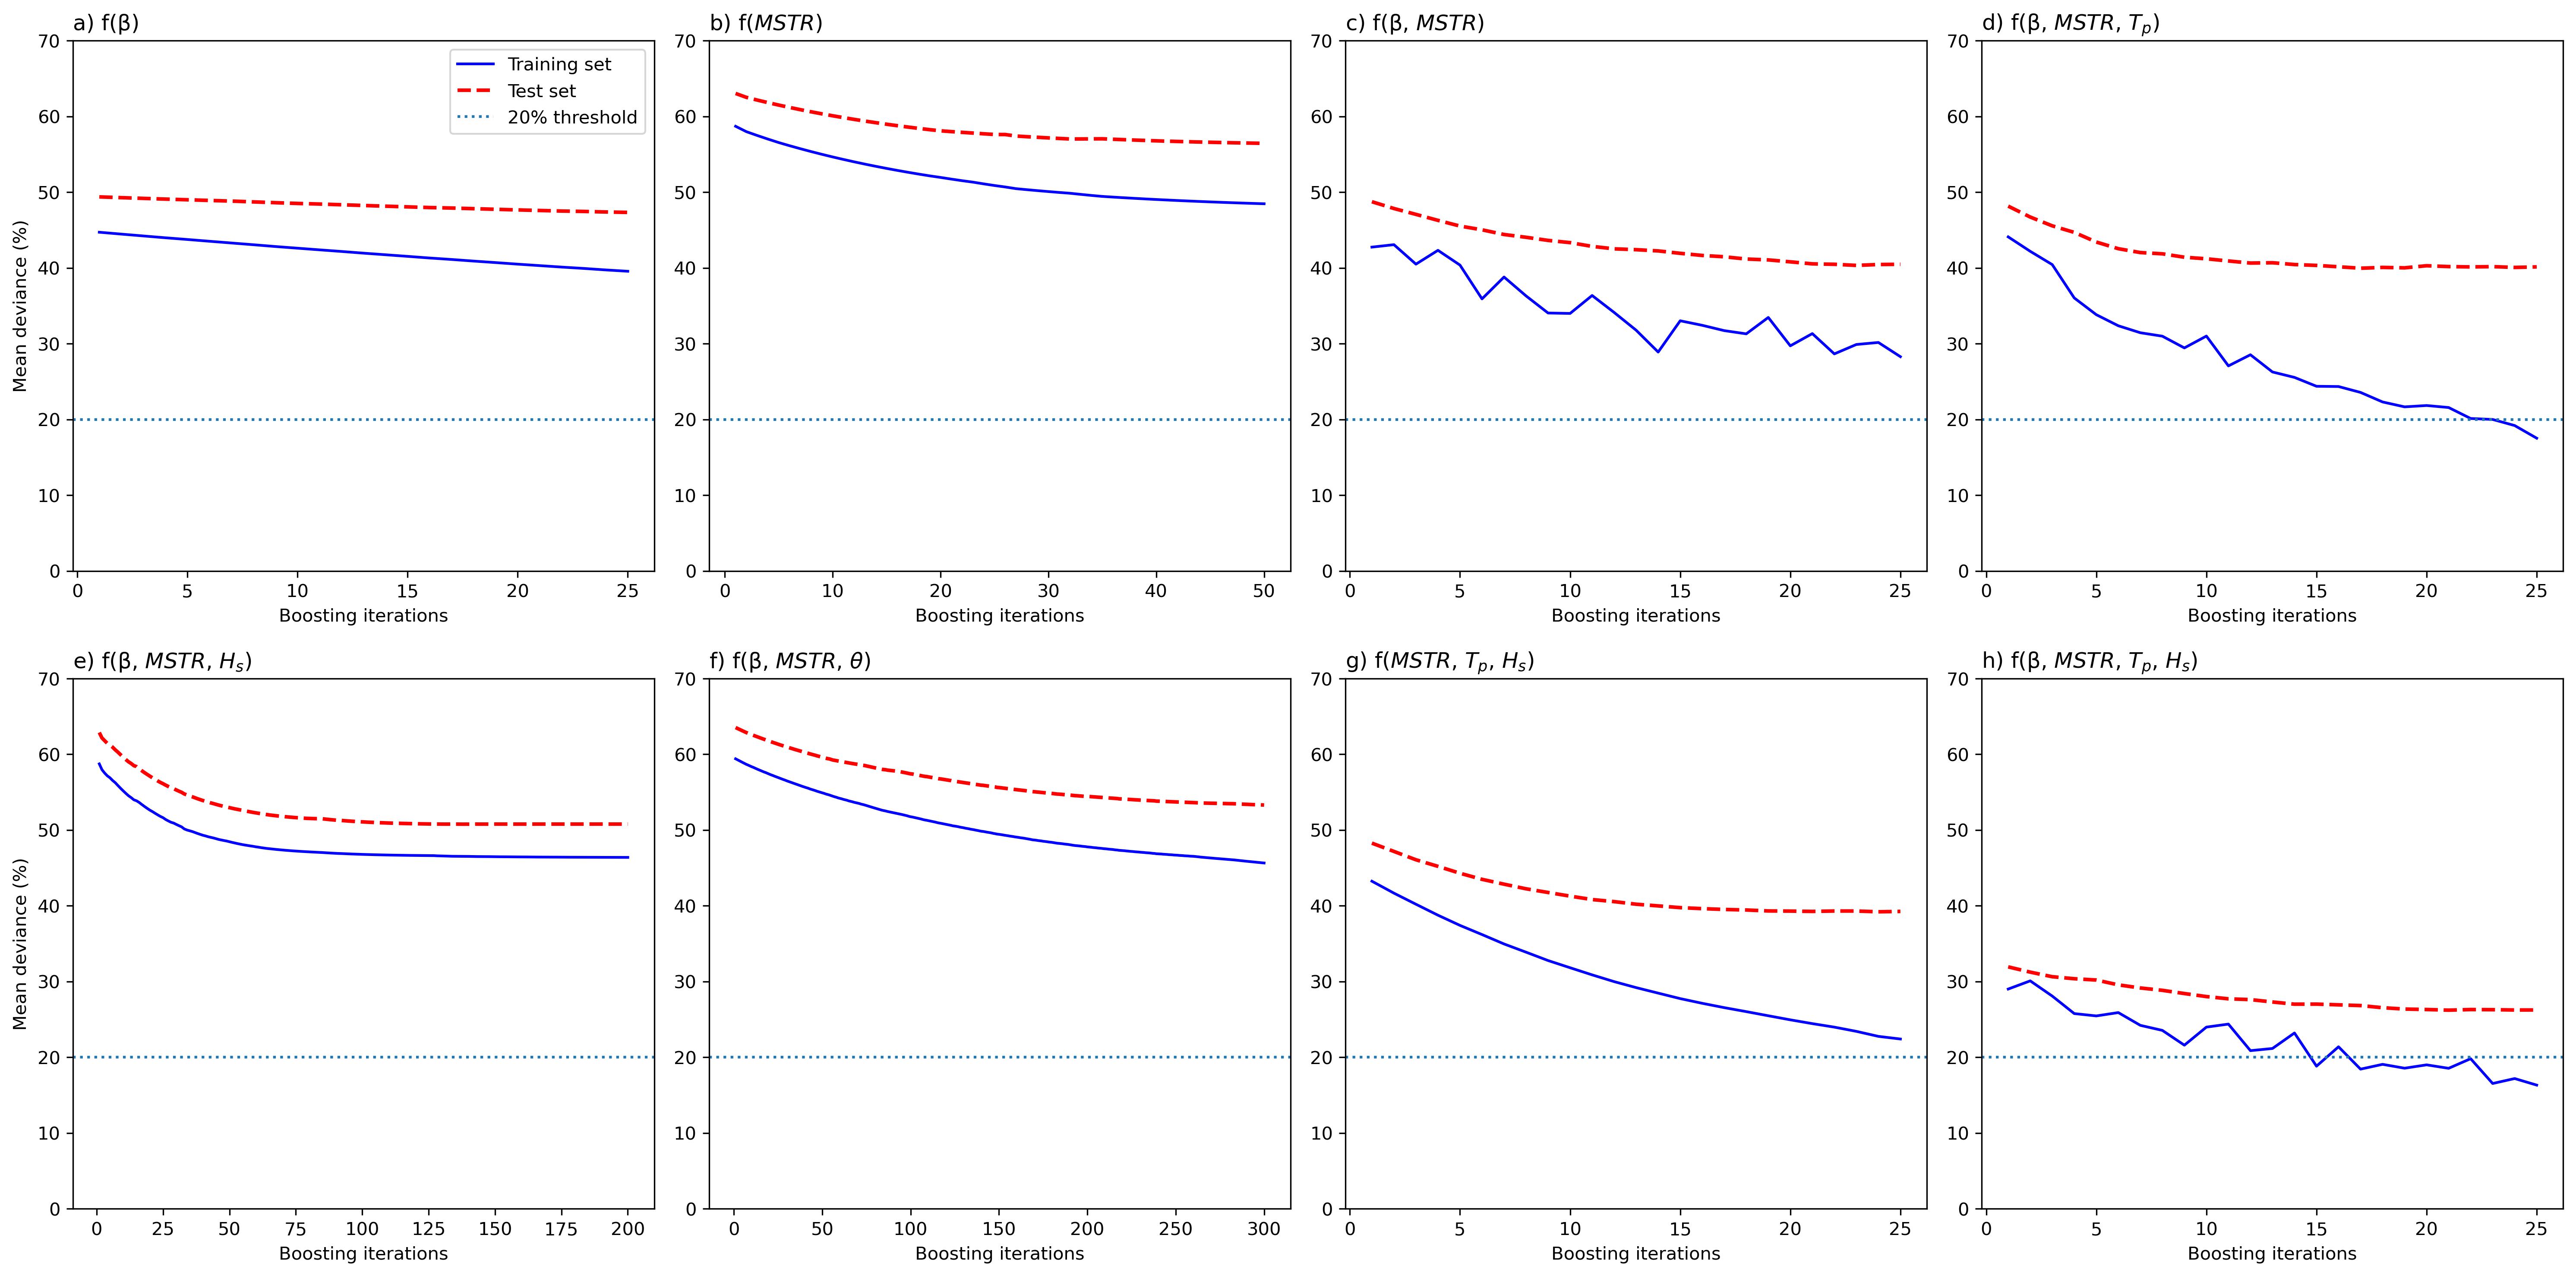 a) f(β)
70
60
50
40
30
20
10
0
Mean deviance (%)
0 5 10 15 20 25
Boosting iterations
Training set
Test set
20% threshold
b) f(MSTR)
70
60
50
40
30
20
10
0
0 10 20 30 40 50
Boosting iterations
c) f(β, MSTR)
70
60
50
40
30
20
10
0
0 5 10 15 20 25
Boosting iterations
d) f(β, MSTR, Tp)
70
60
50
40
30
20
10
0
0 5 10 15 20 25
Boosting iterations
e) f(β, MSTR, Hs)
70
60
50
40
30
20
10
0
Mean deviance (%)
0 25 50 75 100 125 150 175 200
Boosting iterations
f) f(β, MSTR, θ)
70
60
50
40
30
20
10
0
0 50 100 150 200 250 300
Boosting iterations
g) f(MSTR, Tp, Hs)
70
60
50
40
30
20
10
0
0 5 10 15 20 25
Boosting iterations
h) f(β, MSTR, Tp, Hs)
70
60
50
40
30
20
10
0
0 5 10 15 20 25
Boosting iterations